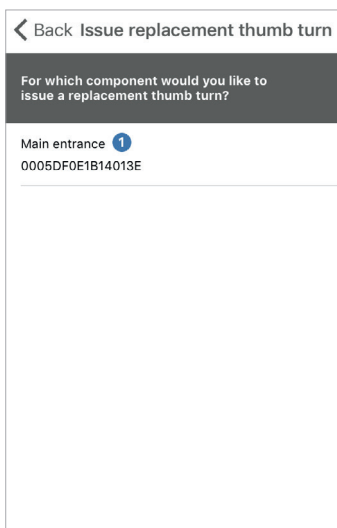 Back Issue replacement thumb turn
For which component would you like to
issue a replacement thumb turn?
Main entrance 1
0005DF0E1B14013E